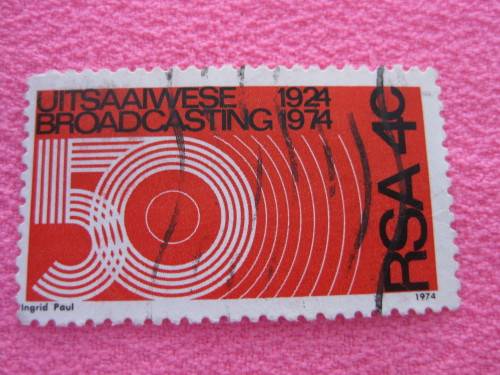 UITSAAIWESE 1924
BROADCASTING 1974
50
RSA 4c
Ingrid Paul
1974